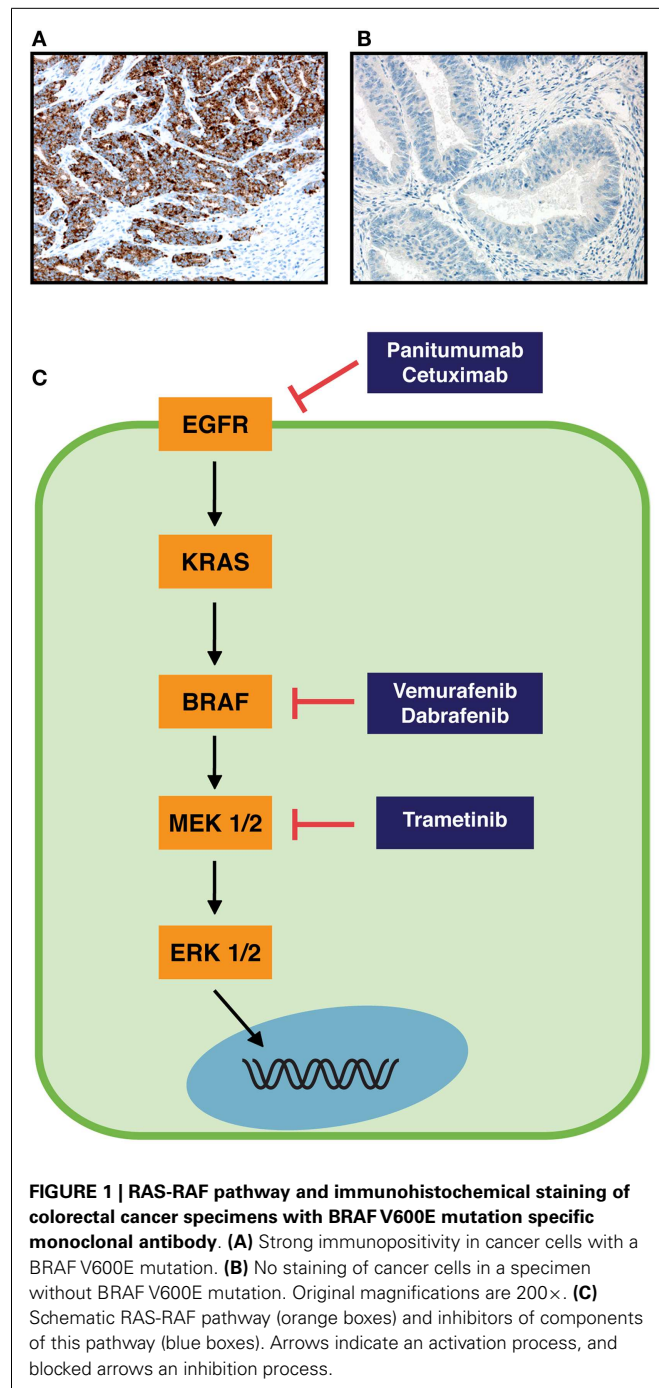 A
B
C
Panitumumab
Cetuximab
EGFR
KRAS
BRAF
Vemurafenib
Dabrafenib
MEK 1/2
Trametinib
ERK 1/2
FIGURE 1 | RAS-RAF pathway and immunohistochemical staining of
colorectal cancer specimens with BRAF V600E mutation specific
monoclonal antibody. (A) Strong immunopositivity in cancer cells with a
BRAF V600E mutation. (B) No staining of cancer cells in a specimen
without BRAF V600E mutation. Original magnifications are 200×. (C)
Schematic RAS-RAF pathway (orange boxes) and inhibitors of components
of this pathway (blue boxes). Arrows indicate an activation process, and
blocked arrows an inhibition process.